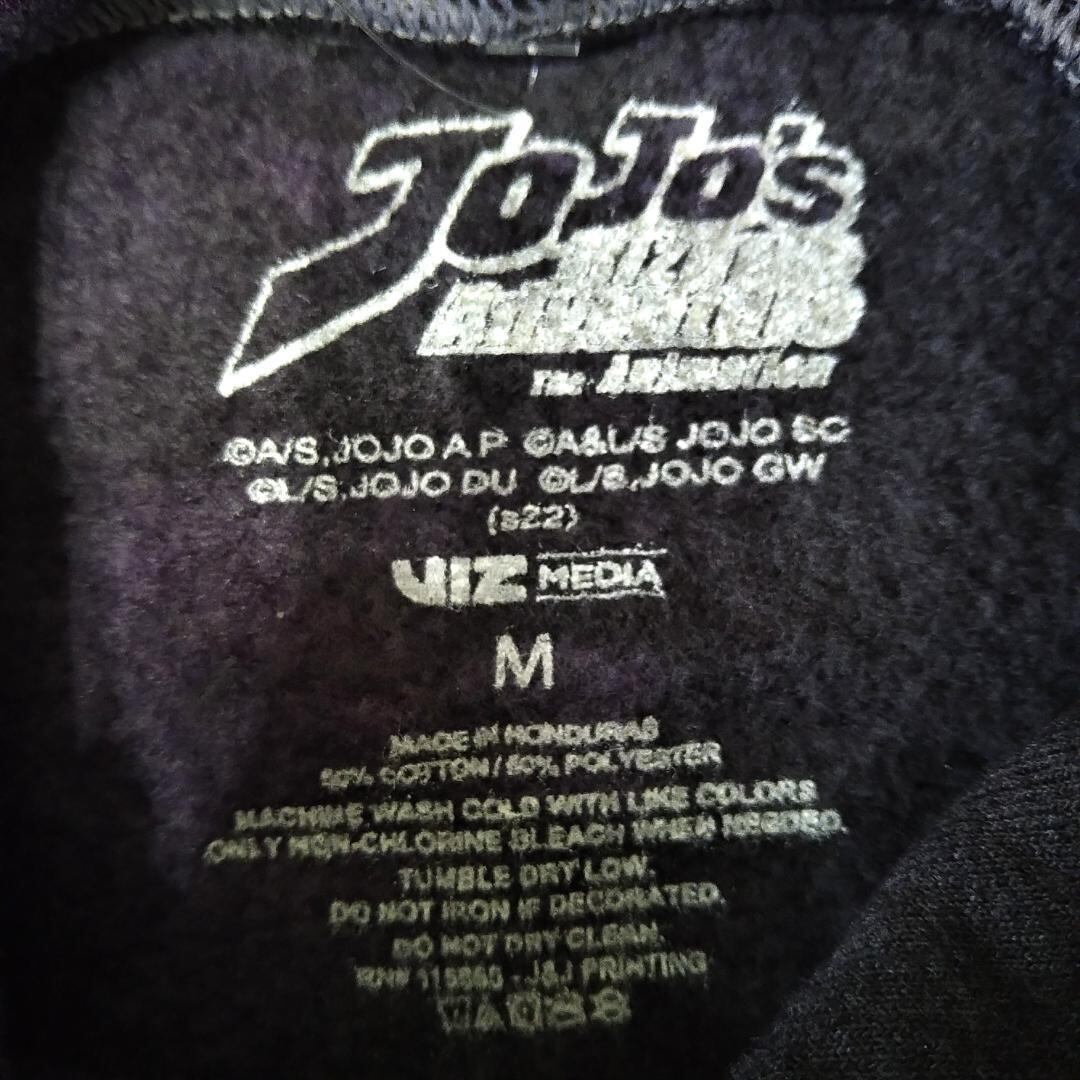 JoJo's
BIZARRE
ADVENTURE
The Animation
©A/S,JOJO A P ©A&L/S JOJO SC
©L/S,JOJO DU ©L/S,JOJO GW
(s22)
VIZ MEDIA
M
MADE IN HONDURAS
50% COTTON / 50% POLYESTER
MACHINE WASH COLD WITH LIKE COLORS
ONLY NON-CHLORINE BLEACH WHEN NEEDED.
TUMBLE DRY LOW.
DO NOT IRON IF DECORATED.
DO NOT DRY CLEAN.
RN# - J&J PRINTING